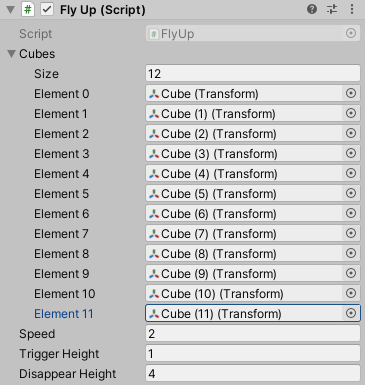 Fly Up (Script)
Script FlyUp
Cubes
Size 12
Element 0 Cube (Transform)
Element 1 Cube (1) (Transform)
Element 2 Cube (2) (Transform)
Element 3 Cube (3) (Transform)
Element 4 Cube (4) (Transform)
Element 5 Cube (5) (Transform)
Element 6 Cube (6) (Transform)
Element 7 Cube (7) (Transform)
Element 8 Cube (8) (Transform)
Element 9 Cube (9) (Transform)
Element 10 Cube (10) (Transform)
Element 11 Cube (11) (Transform)
Speed 2
Trigger Height 1
Disappear Height 4